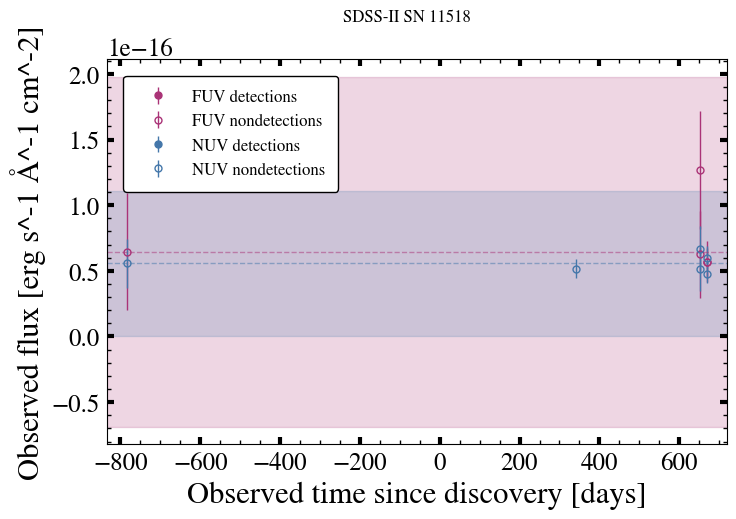 SDSS-II SN 11518
1e−16
2.0
1.5
1.0
0.5
0.0
−0.5
FUV detections
FUV nondetections
NUV detections
NUV nondetections
Observed flux [erg s^-1 Å^-1 cm^-2]
−800 −600 −400 −200 0 200 400 600
Observed time since discovery [days]